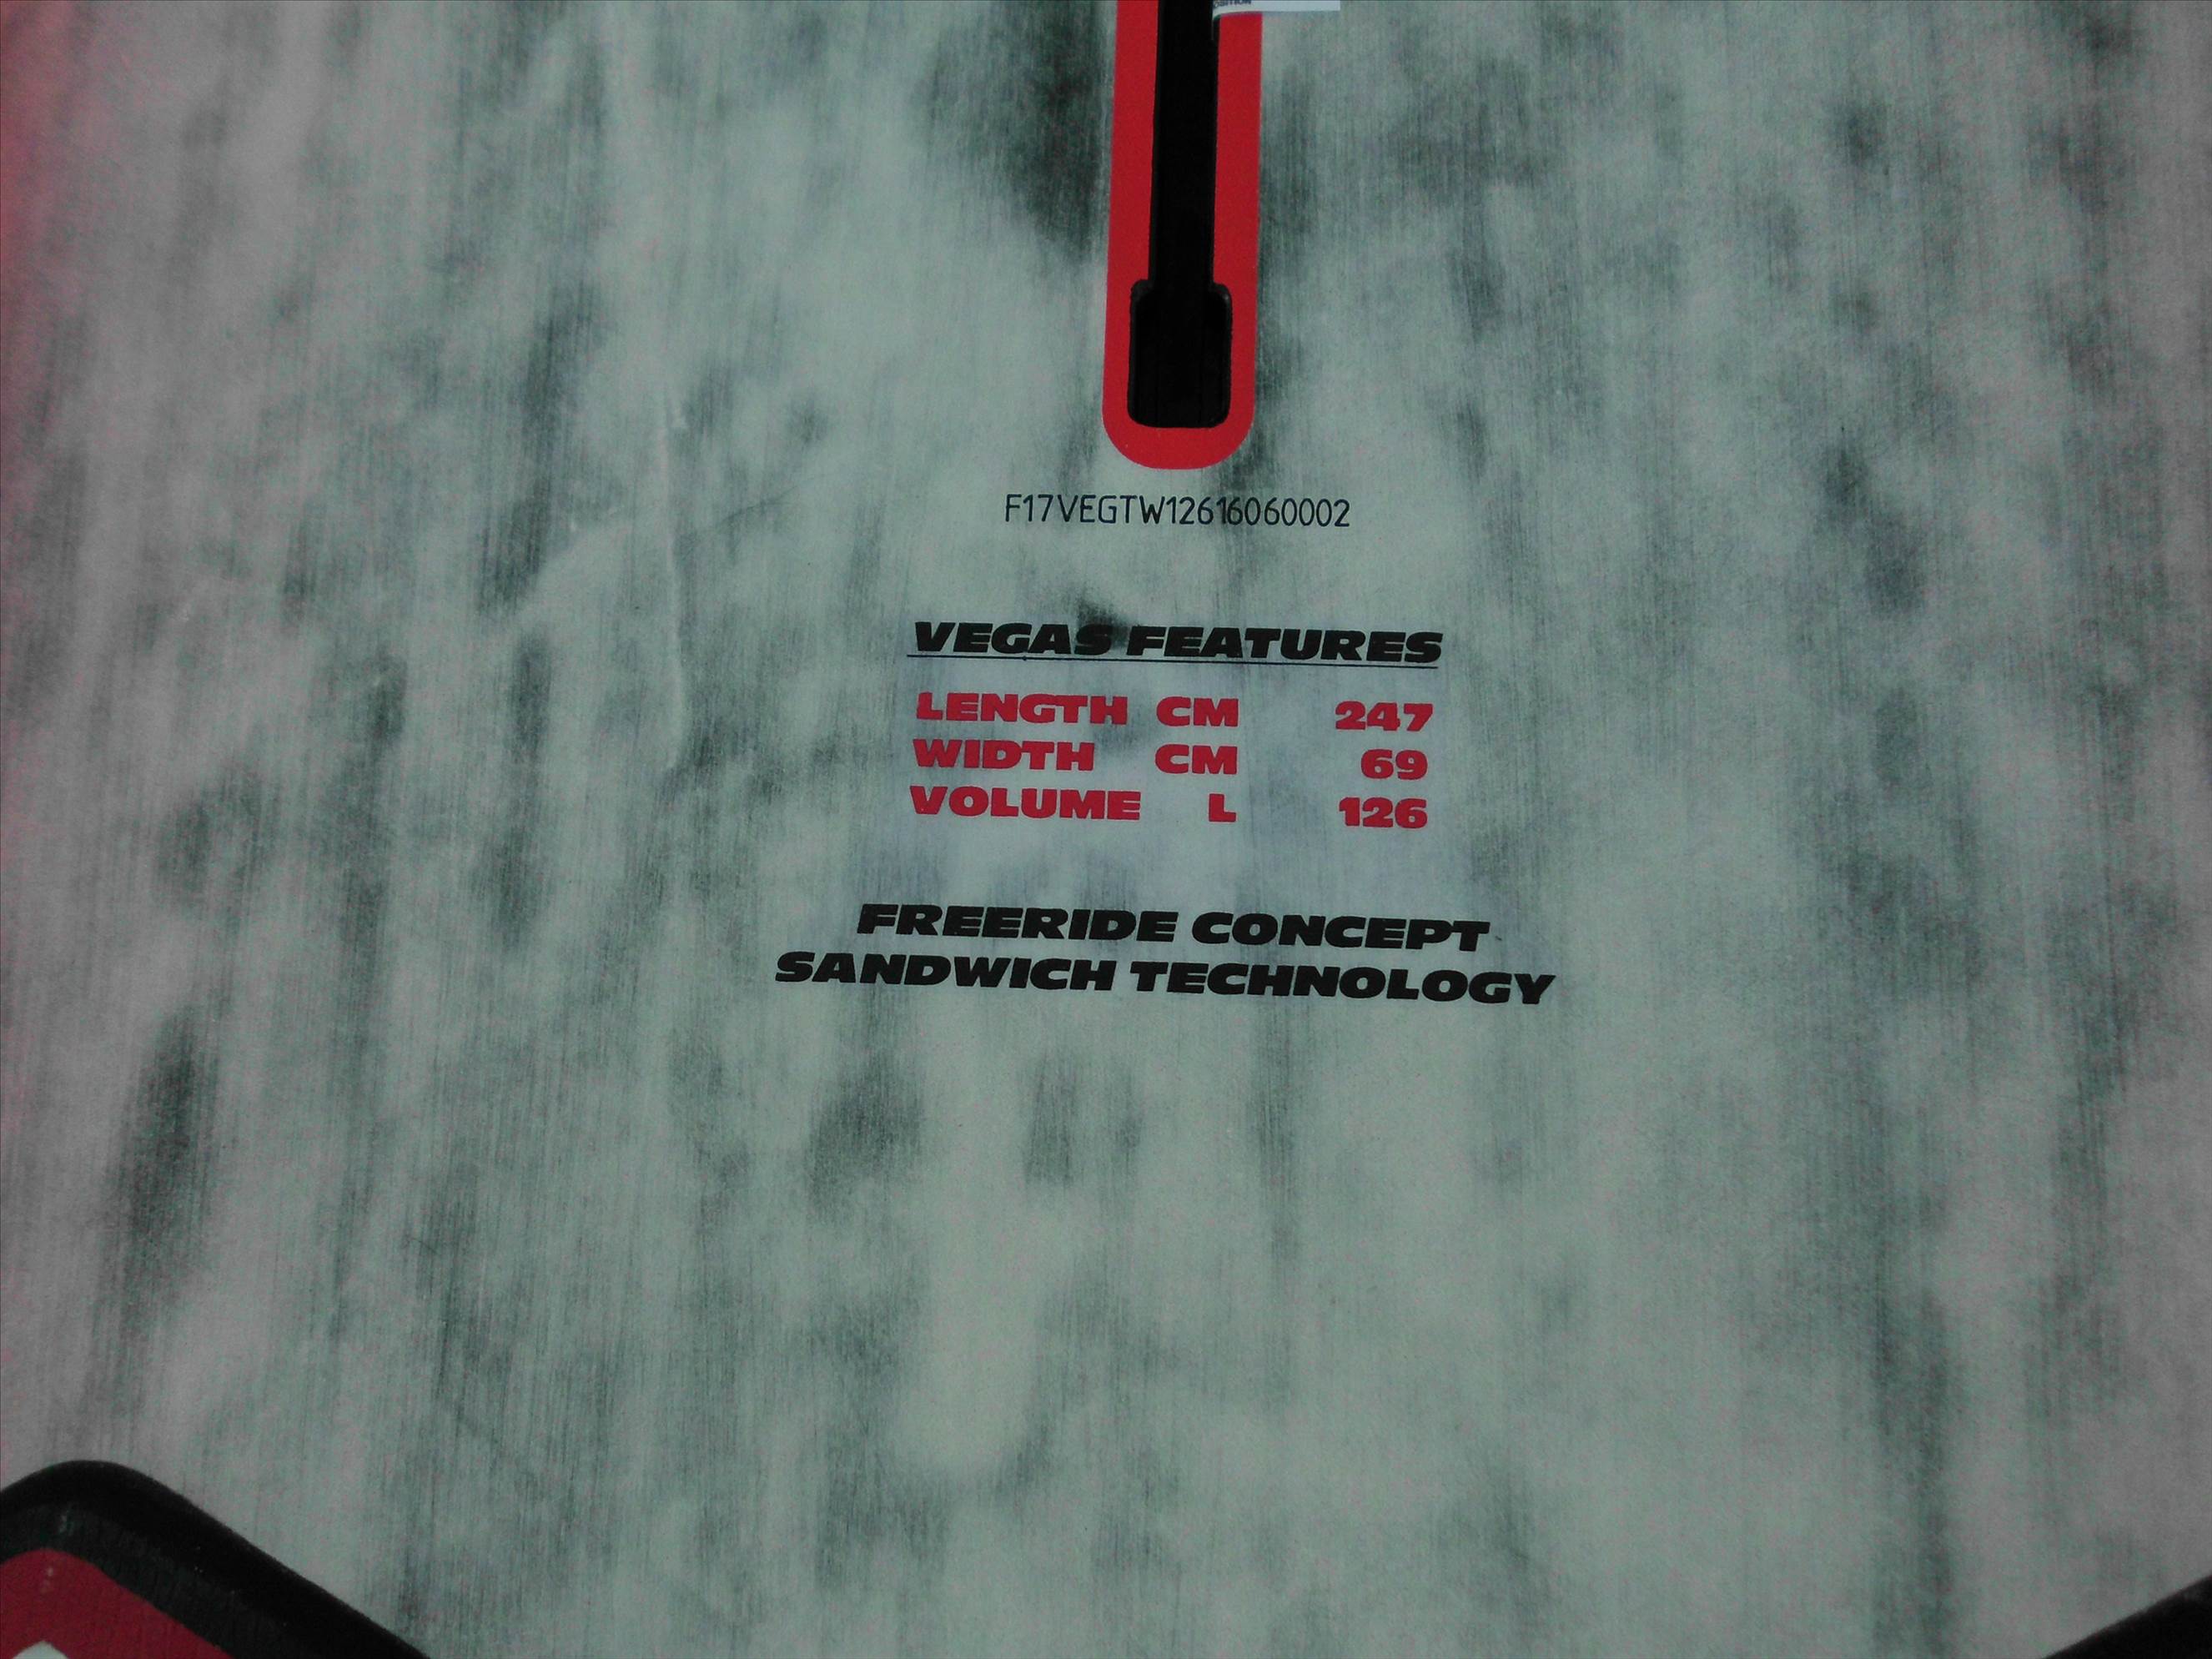 F17VEGTW12616060002
VEGAS FEATURES
LENGTH CM 247
WIDTH CM 69
VOLUME L 126
FREERIDE CONCEPT
SANDWICH TECHNOLOGY